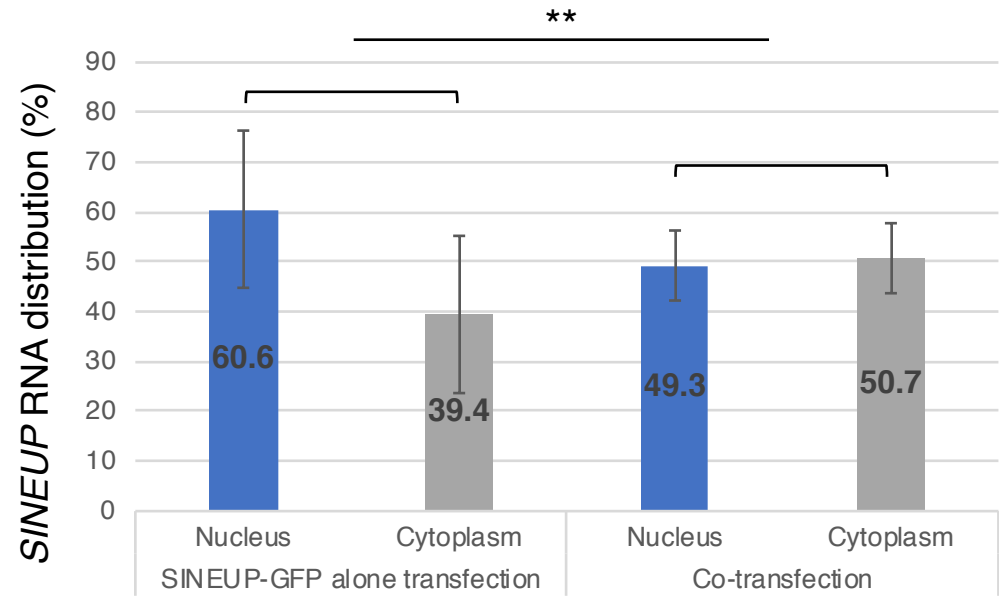 **
SINEUP RNA distribution (%)
90
80
70
60
50
40
30
20
10
0
60.6
39.4
49.3
50.7
Nucleus
Cytoplasm
Nucleus
Cytoplasm
SINEUP-GFP alone transfection
Co-transfection